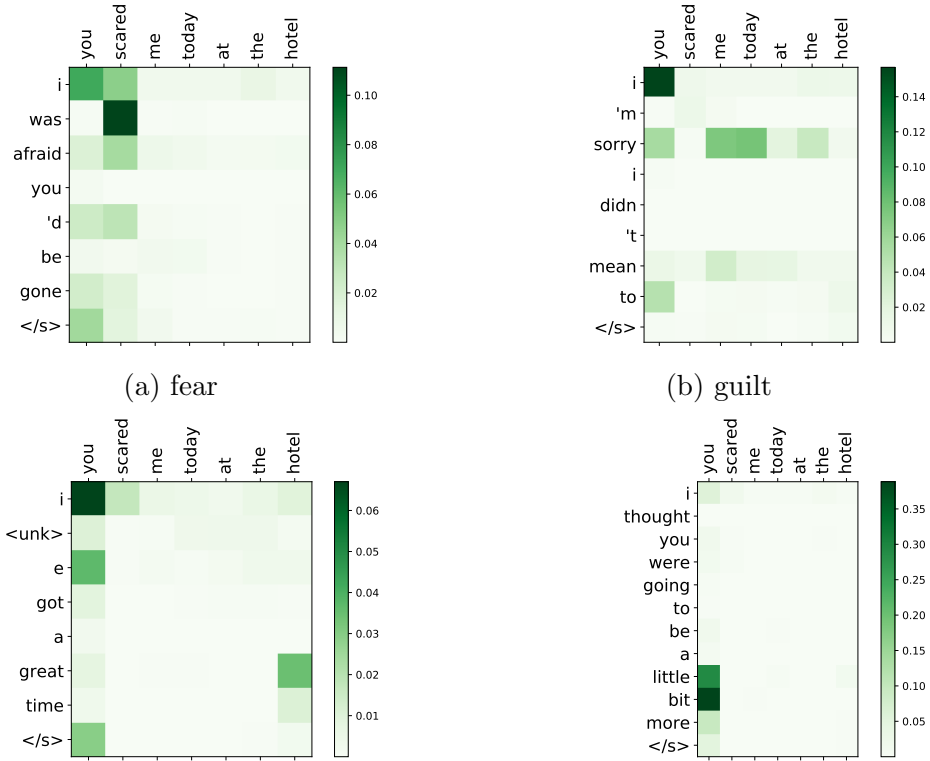 you scared me today at the hotel
i
was
afraid
you
'd
be
gone
</s>
0.10
0.08
0.06
0.04
0.02
(a) fear
you scared me today at the hotel
i
'm
sorry
i
didn
't
mean
to
</s>
0.14
0.12
0.10
0.08
0.06
0.04
0.02
(b) guilt
you scared me today at the hotel
i
<unk>
e
got
a
great
time
</s>
0.06
0.05
0.04
0.03
0.02
0.01
you scared me today at the hotel
i
thought
you
were
going
to
be
a
little
bit
more
</s>
0.35
0.30
0.25
0.20
0.15
0.10
0.05